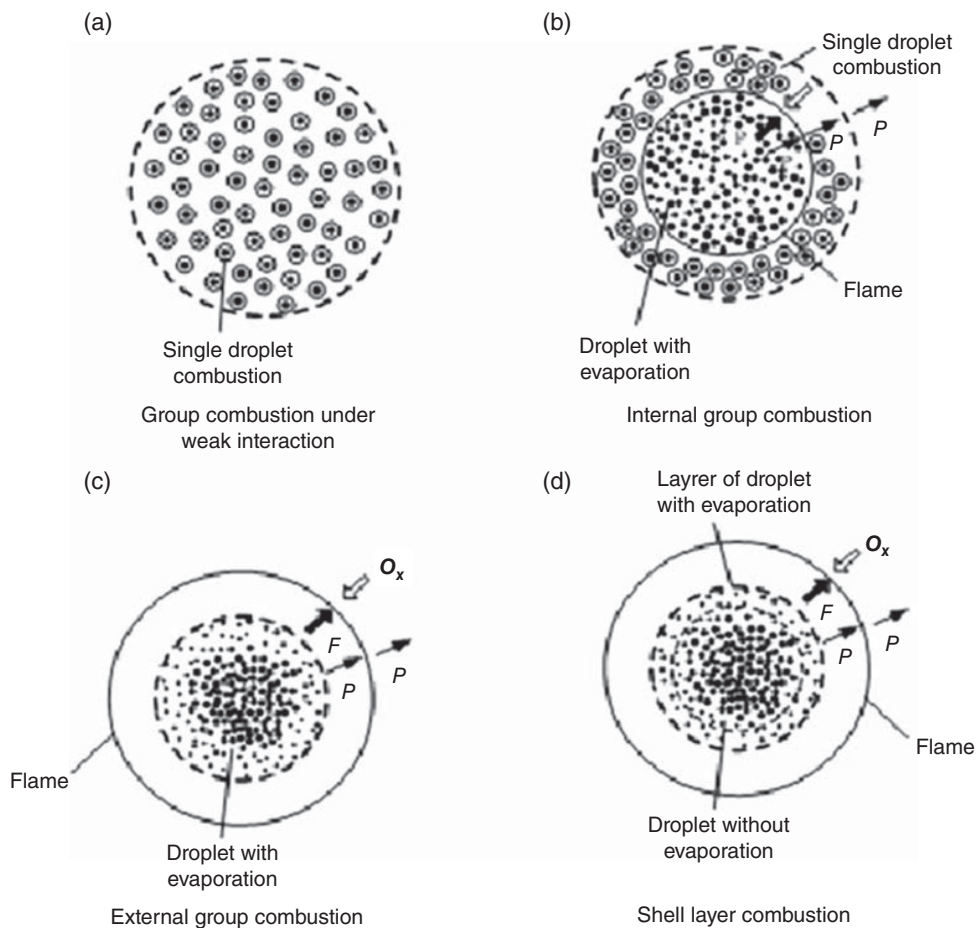 (a)
Single droplet
combustion
Group combustion under
weak interaction
(b)
Single droplet
combustion
P
P
Flame
Droplet with
evaporation
Internal group combustion
(c)
Ox
F
P
P
Flame
Droplet with
evaporation
External group combustion
(d)
Layrer of droplet
with evaporation
Ox
F
P
P
Flame
Droplet without
evaporation
Shell layer combustion